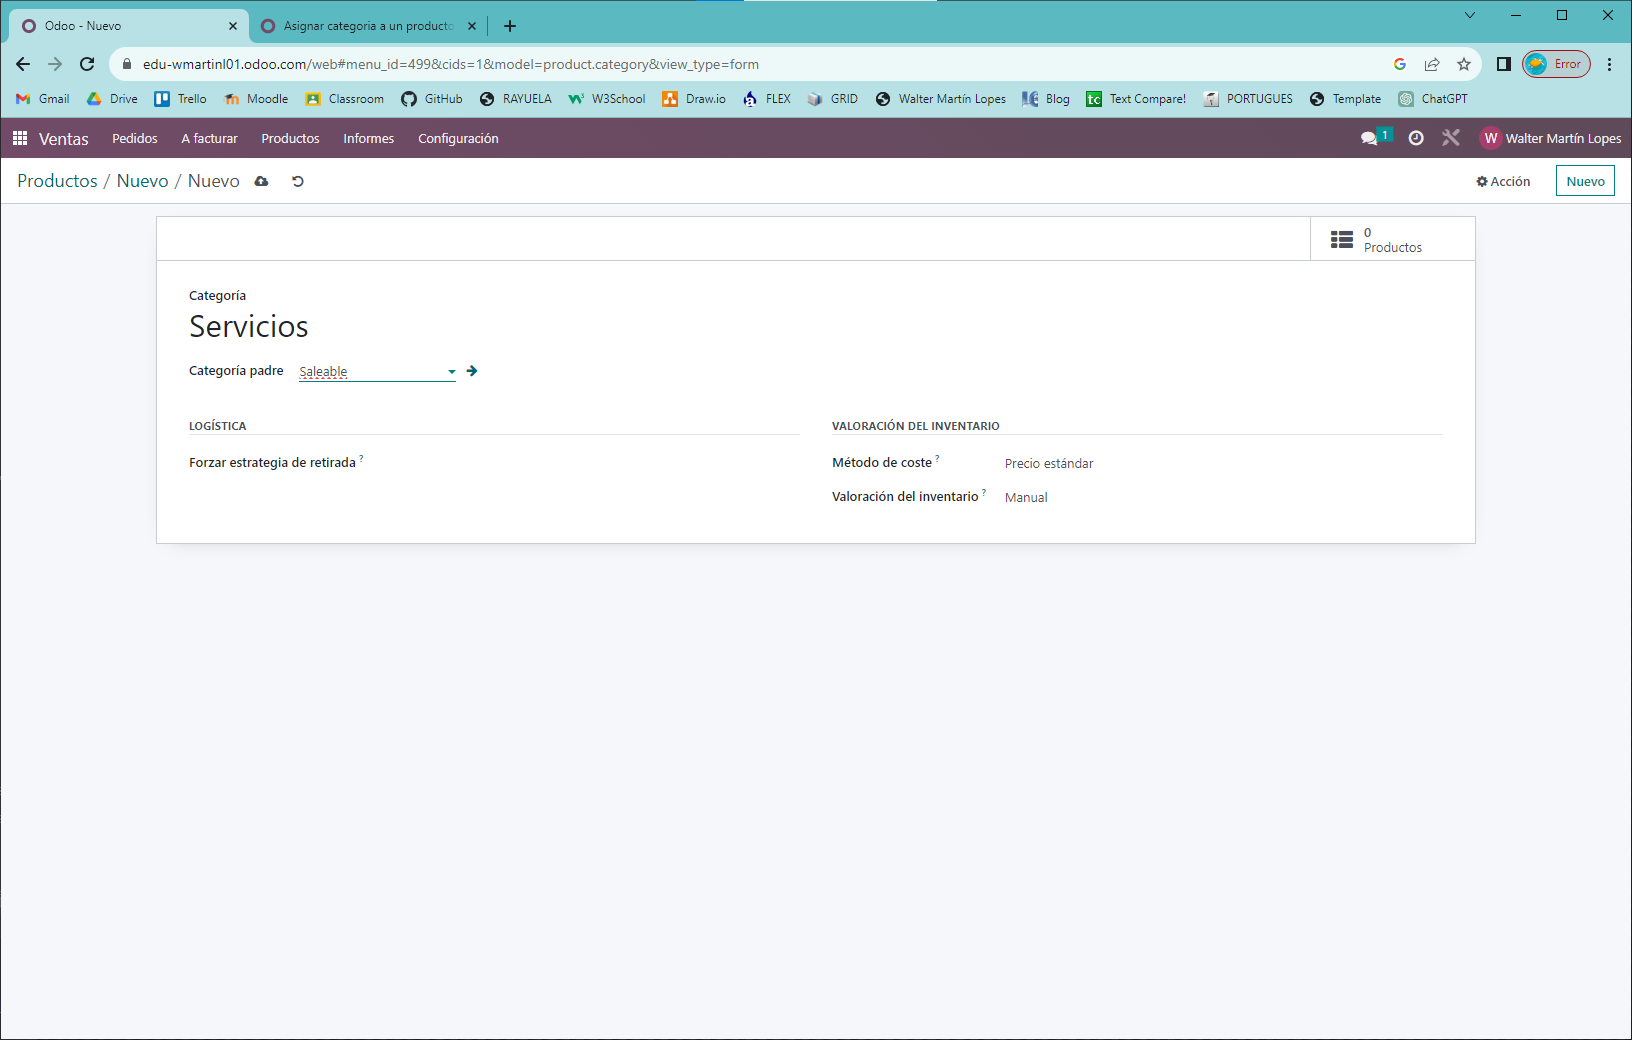 Odoo - Nuevo
Asignar categoria a un producto
edu-wmartinl01.odoo.com/web#menu_id=499&cids=1&model=product.category&view_type=form
Error
Gmail Drive Trello Moodle Classroom GitHub RAYUELA W3School Draw.io FLEX GRID Walter Martín Lopes Blog Text Compare! PORTUGUES Template ChatGPT
Ventas Pedidos A facturar Productos Informes Configuración 1 W Walter Martín Lopes
Productos / Nuevo / Nuevo Acción Nuevo
0
Productos
Categoría
Servicios
Categoría padre Saleable
LOGÍSTICA
Forzar estrategia de retirada ?
VALORACIÓN DEL INVENTARIO
Método de coste ? Precio estándar
Valoración del inventario ? Manual